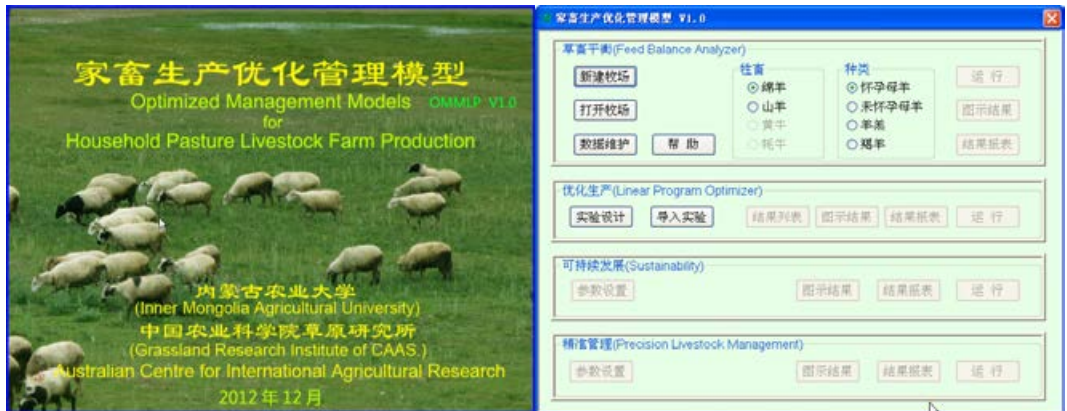 家畜生产优化管理模型
Optimized Management Models OMMLP V1.0
for
Household Pasture Livestock Farm Production
内蒙古农业大学
(Inner Mongolia Agricultural University)
中国农业科学院草原研究所
(Grassland Research Institute of CAAS.)
Australian Centre for International Agricultural Research
2012年12月
家畜生产优化管理模型 V1.0
草畜平衡(Feed Balance Analyzer)
新建牧场
打开牧场
数据维护 帮助
牲畜
绵羊
山羊
黄牛
牦牛
种类
怀孕母羊
未怀孕母羊
羊羔
羯羊
运行
图示结果
结果报表
优化生产(Linear Program Optimizer)
实验设计 导入实验 结果列表 图示结果 结果报表 运行
可持续发展(Sustainability)
参数设置 图示结果 结果报表 运行
精准管理(Precision Livestock Management)
参数设置 图示结果 结果报表 运行